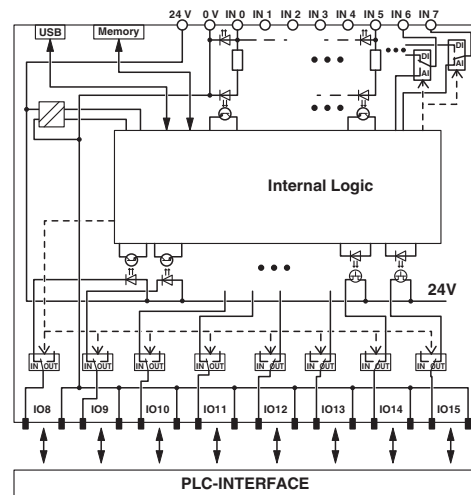 24 V 0 V IN 0 IN 1 IN 2 IN 3 IN 4 IN 5 IN 6 IN 7
USB Memory
DI DI
AI AI
Internal Logic
24V
IN OUT IN OUT IN OUT IN OUT IN OUT IN OUT IN OUT IN OUT
IO8 IO9 IO10 IO11 IO12 IO13 IO14 IO15
PLC-INTERFACE